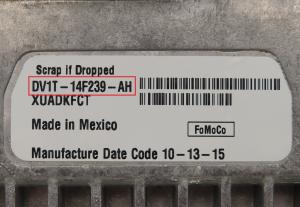 Scrap if Dropped
DV1T-14F239-AH
XUADKFCT
Made in Mexico
FoMoCo
Manufacture Date Code 10-13-15